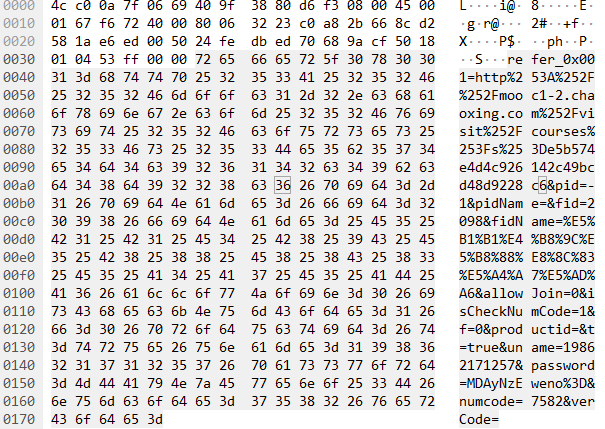 0000 4c c0 0a 7f 06 69 40 9f 38 80 d6 f3 08 00 45 00 L····i@· 8·····E·
0010 01 67 f6 72 40 00 80 06 32 23 c0 a8 2b 66 8c d2 ·g·r@··· 2#··+f··
0020 58 1a e6 ed 00 50 24 fe db ed 70 68 9a cf 50 18 X····P$· ··ph··P·
0030 01 04 53 ff 00 00 72 65 66 65 72 5f 30 78 30 30 ··S···re fer_0x00
0040 31 3d 68 74 74 70 25 32 35 33 41 25 32 35 32 46 1=http%2 53A%252F
0050 25 32 35 32 46 6d 6f 6f 63 31 2d 32 2e 63 68 61 %252Fmoo c1-2.cha
0060 6f 78 69 6e 67 2e 63 6f 6d 25 32 35 32 46 76 69 oxing.co m%252Fvi
0070 73 69 74 25 32 35 32 46 63 6f 75 72 73 65 73 25 sit%252F courses%
0080 32 35 33 46 73 25 32 35 33 44 65 35 62 35 37 34 253Fs%25 3De5b574
0090 65 34 64 34 63 39 32 36 31 34 32 63 34 39 62 63 e4d4c926 142c49bc
00a0 64 34 38 64 39 32 32 38 63 36 26 70 69 64 3d 2d d48d9228 c6&pid=-
00b0 31 26 70 69 64 4e 61 6d 65 3d 26 66 69 64 3d 32 1&pidNam e=&fid=2
00c0 30 39 38 26 66 69 64 4e 61 6d 65 3d 25 45 35 25 098&fidN ame=%E5%
00d0 42 31 25 42 31 25 45 34 25 42 38 25 39 43 25 45 B1%B1%E4 %B8%9C%E
00e0 35 25 42 38 25 38 38 25 45 38 25 38 43 25 38 33 5%B8%88% E8%8C%83
00f0 25 45 35 25 41 34 25 41 37 25 45 35 25 41 44 25 %E5%A4%A 7%E5%AD%
0100 41 36 26 61 6c 6c 6f 77 4a 6f 69 6e 3d 30 26 69 A6&allow Join=0&i
0110 73 43 68 65 63 6b 4e 75 6d 43 6f 64 65 3d 31 26 sCheckNu mCode=1&
0120 66 3d 30 26 70 72 6f 64 75 63 74 69 64 3d 26 74 f=0&prod uctid=&t
0130 3d 74 72 75 65 26 75 6e 61 6d 65 3d 31 39 38 36 =true&un ame=1986
0140 32 31 37 31 32 35 37 26 70 61 73 73 77 6f 72 64 2171257& password
0150 3d 4d 44 41 79 4e 7a 45 77 65 6e 6f 25 33 44 26 =MDAyNzE weno%3D&
0160 6e 75 6d 63 6f 64 65 3d 37 35 38 32 26 76 65 72 numcode= 7582&ver
0170 43 6f 64 65 3d Code=